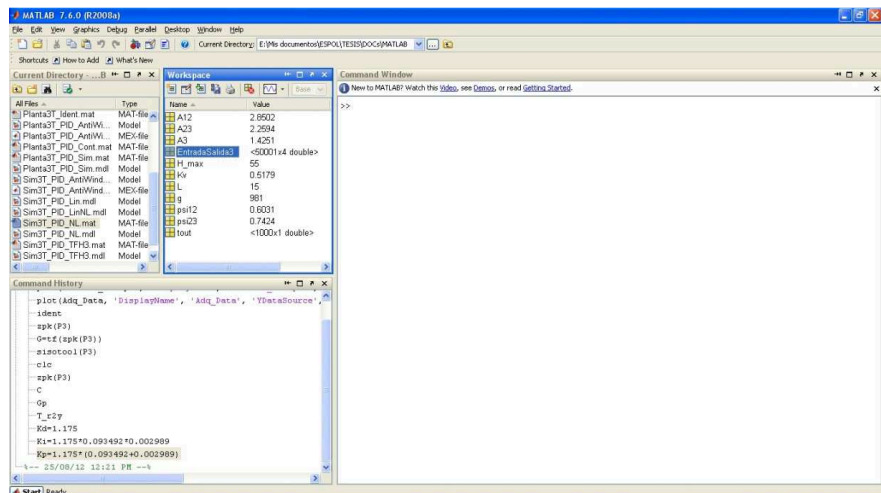 MATLAB 7.6.0 (R2008a)
File Edit View Graphics Debug Parallel Desktop Window Help
Current Directory: E:\Mis documentos\ESPOL\TESIS\DOCs\MATLAB
Shortcuts How to Add What's New
Current Directory - ...B
All Files Type
Planta3T_Ident.mat MAT-file
Planta3T_PID_AntiWi... Model
Planta3T_PID_AntiWi... MEX-file
Planta3T_PID_Cont.mat MAT-file
Planta3T_PID_Sim.mat MAT-file
Planta3T_PID_Sim.mdl Model
Sim3T_PID_AntiWind... Model
Sim3T_PID_AntiWind... MEX-file
Sim3T_PID_Lin.mdl Model
Sim3T_PID_LinNL.mdl Model
Sim3T_PID_NL.mat MAT-file
Sim3T_PID_NL.mdl Model
Sim3T_PID_TFH3.mat MAT-file
Sim3T_PID_TFH3.mdl Model
Workspace
Save
Name Value
A12 2.8502
A23 2.2594
A3 1.4251
EntradaSalida3 <50001x4 double>
H_max 55
Kv 0.5179
L 15
g 981
psi12 0.6031
psi23 0.7424
tout <1000x1 double>
Command History
plot(Adq_Data, 'DisplayName', 'Adq_Data', 'YDataSource',
ident
zpk(P3)
G=tf(zpk(P3))
sisotool(P3)
clc
zpk(P3)
C
Gp
T_r2y
Kd=1.175
Ki=1.175*0.093492*0.002989
Kp=1.175*(0.093492+0.002989)
%-- 25/08/12 12:21 PM --%
Command Window
New to MATLAB? Watch this Video, see Demos, or read Getting Started.
>>
Start Ready